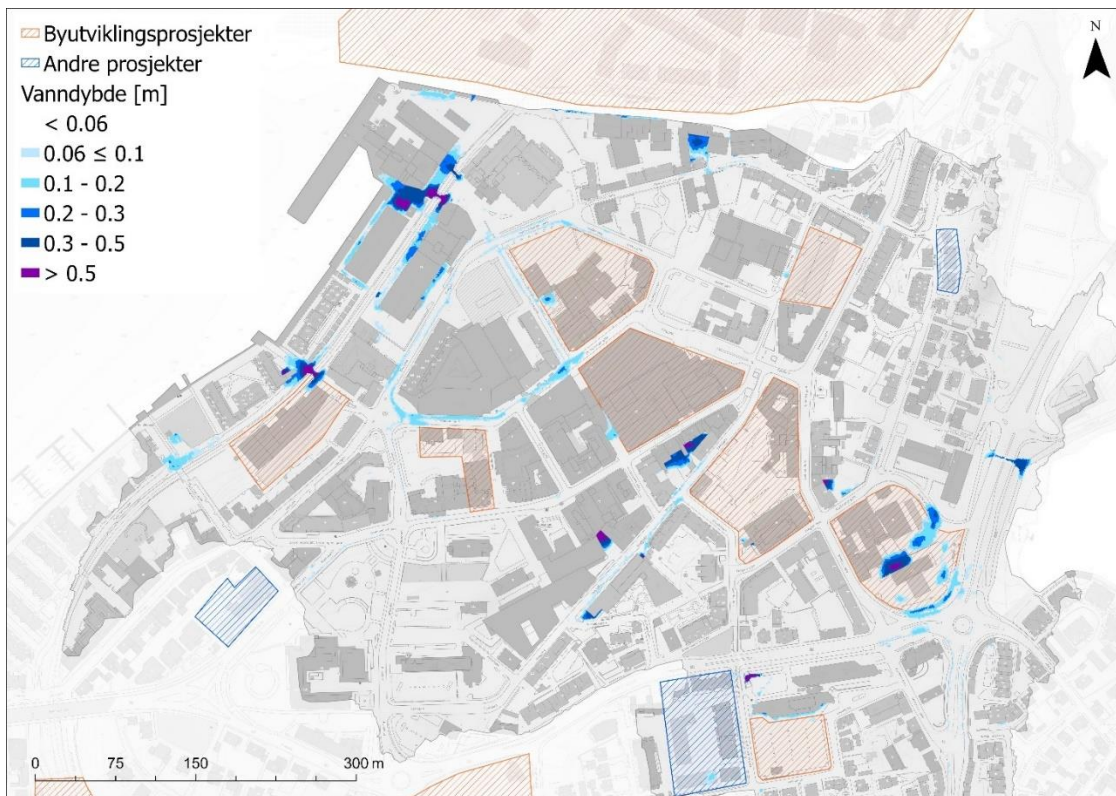 Byutviklingsprosjekter
Andre prosjekter
Vanndybde [m]
< 0.06
0.06 ≤ 0.1
0.1 - 0.2
0.2 - 0.3
0.3 - 0.5
> 0.5
N
0 75 150 300 m